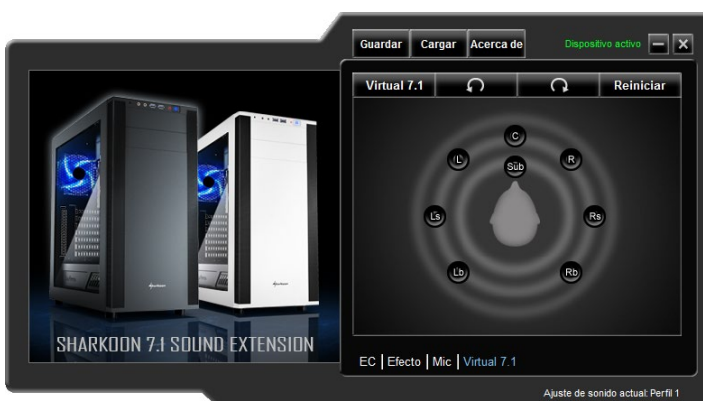 Guardar Cargar Acerca de Dispositivo activo
Virtual 7.1 Reiniciar
C
L R
Sub
Ls Rs
Lb Rb
SHARKOON 7.1 SOUND EXTENSION
EC | Efecto | Mic | Virtual 7.1
Ajuste de sonido actual: Perfil 1